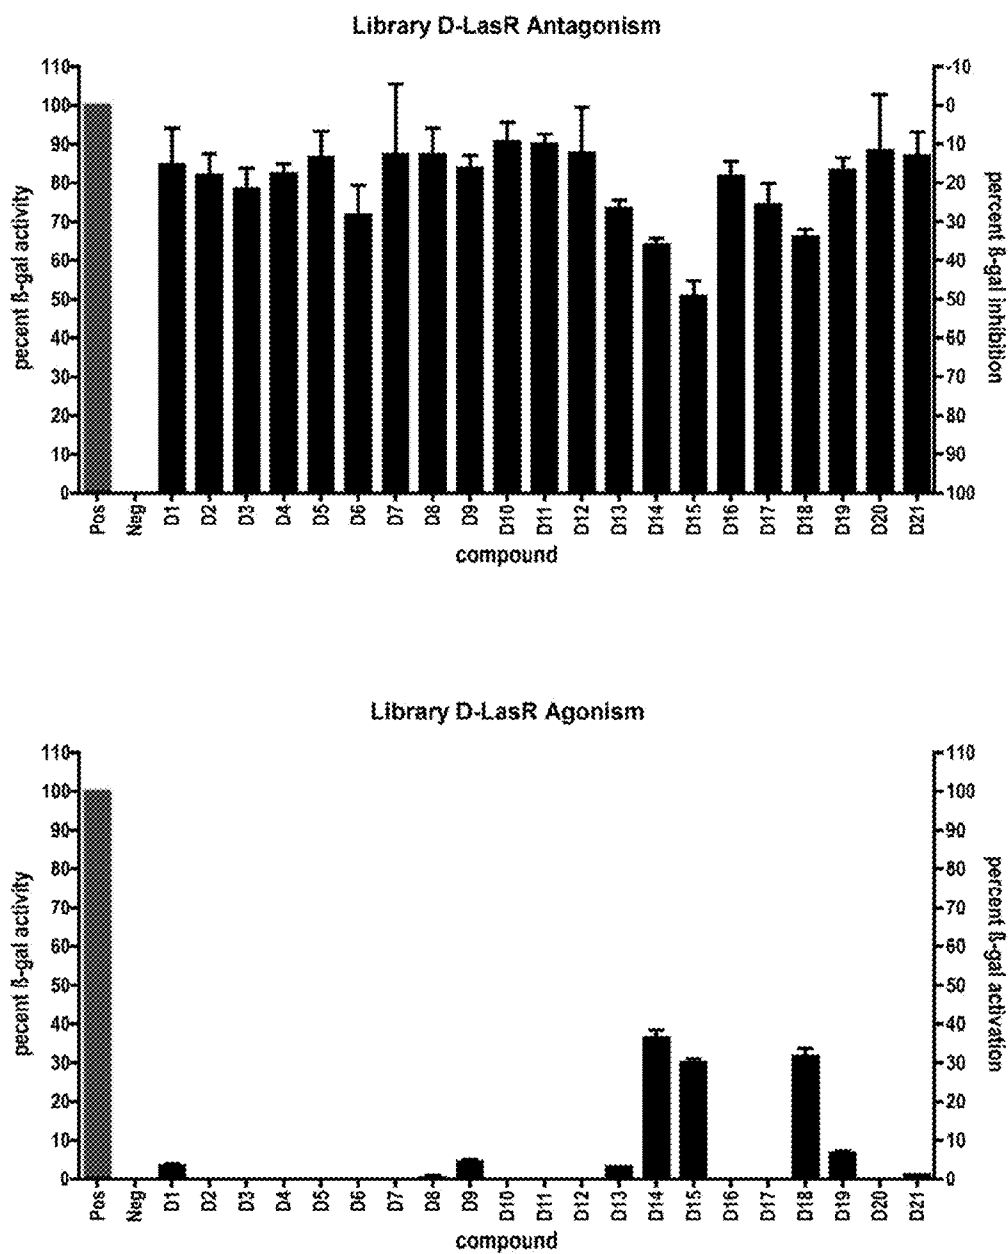 Library D-LasR Antagonism
110 -10
100 0
90 10
80 20
70 30
60 40
50 50
40 60
30 70
20 80
10 90
0 100
pecent ß-gal activity
percent ß-gal inhibition
Pos Neg D1 D2 D3 D4 D5 D6 D7 D8 D9 D10 D11 D12 D13 D14 D15 D16 D17 D18 D19 D20 D21
compound
Library D-LasR Agonism
110 110
100 100
90 90
80 80
70 70
60 60
50 50
40 40
30 30
20 20
10 10
0 0
pecent ß-gal activity
percent ß-gal activation
Pos Neg D1 D2 D3 D4 D5 D6 D7 D8 D9 D10 D11 D12 D13 D14 D15 D16 D17 D18 D19 D20 D21
compound